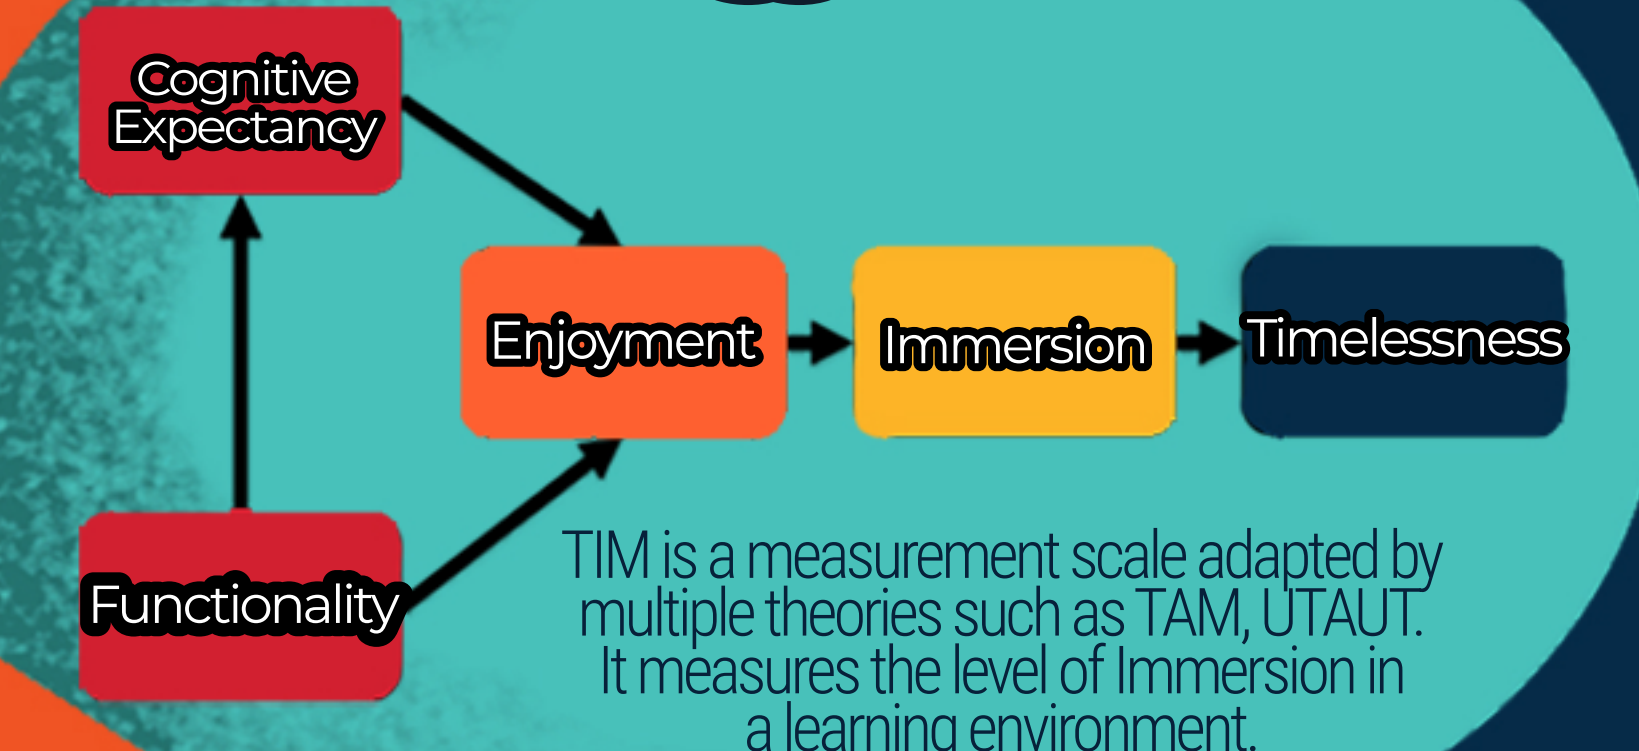 Cognitive
Expectancy
Enjoyment
Immersion
Timelessness
Functionality
TIM is a measurement scale adapted by
multiple theories such as TAM, UTAUT.
It measures the level of Immersion in
a learning environment.